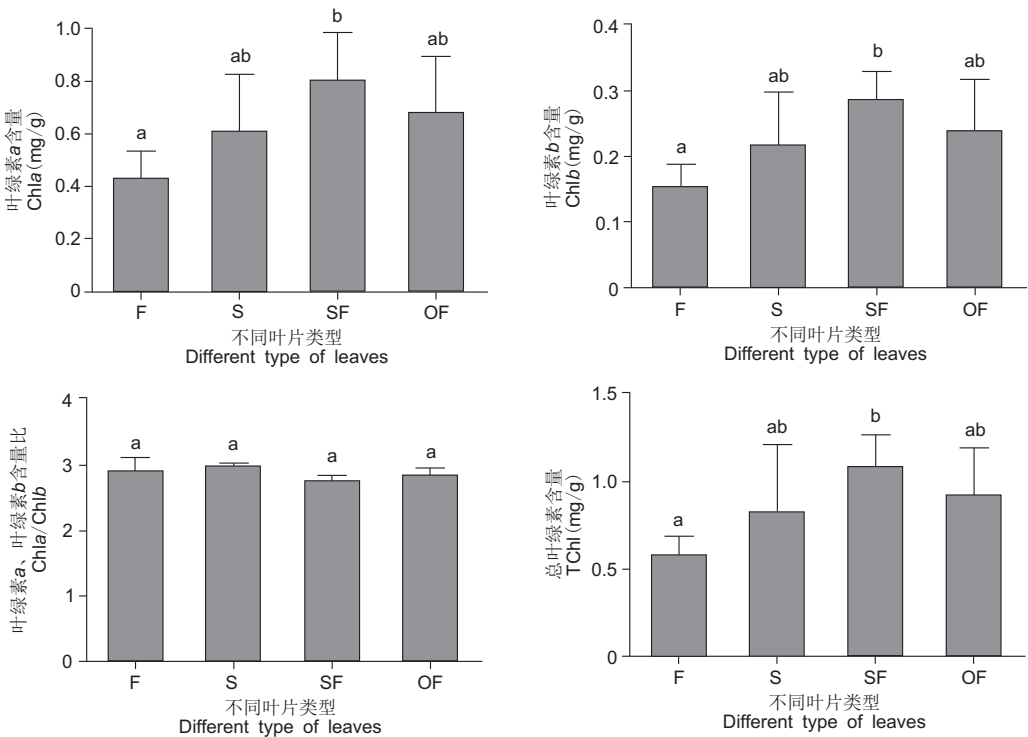 叶绿素a含量
Chla(mg/g)
1.0
0.8
0.6
0.4
0.2
0
a
ab
b
ab
F
S
SF
OF
不同叶片类型
Different type of leaves
叶绿素b含量
Chlb(mg/g)
0.4
0.3
0.2
0.1
0
a
ab
b
ab
F
S
SF
OF
不同叶片类型
Different type of leaves
叶绿素a、叶绿素b含量比
Chla/Chlb
4
3
2
1
0
a
a
a
a
F
S
SF
OF
不同叶片类型
Different type of leaves
总叶绿素含量
TChl(mg/g)
1.5
1.0
0.5
0
a
ab
b
ab
F
S
SF
OF
不同叶片类型
Different type of leaves